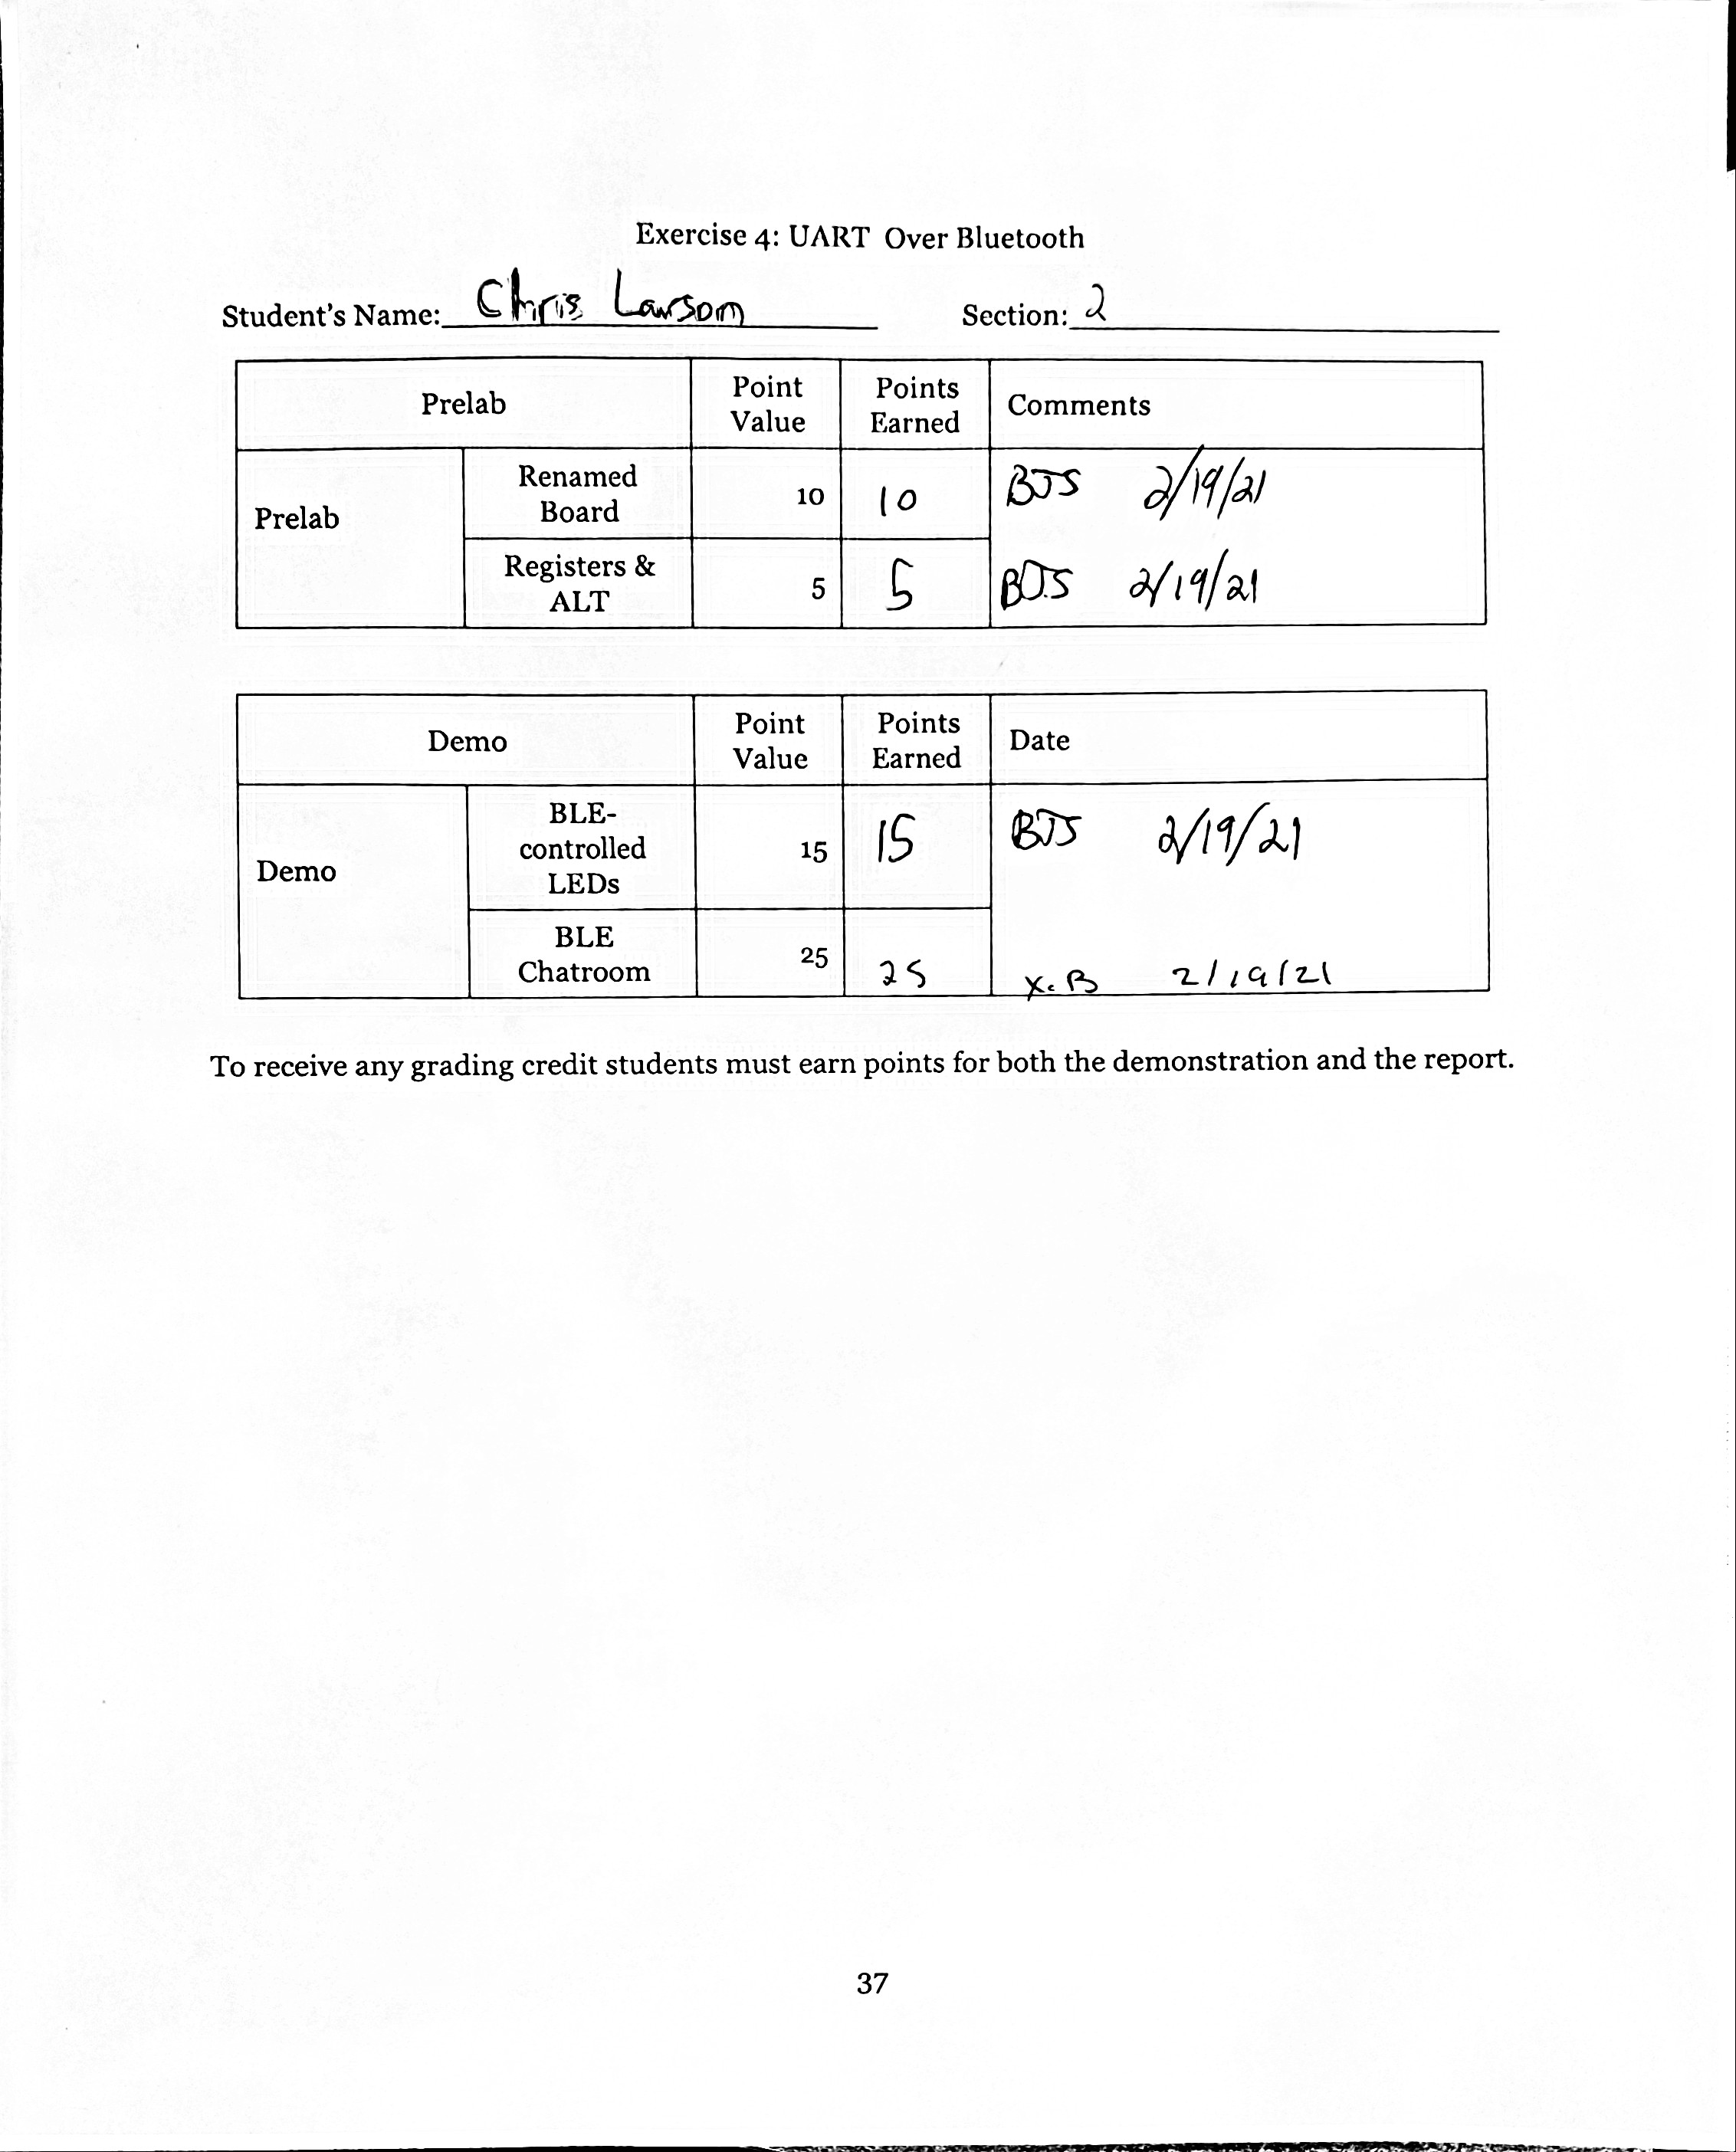 Exercise 4: UART Over Bluetooth
Student's Name: Chris Larson Section: 2
Prelab Point Value Points Earned Comments
Prelab Renamed Board 10 10 BJS 2/19/21
Registers & ALT 5 5 BJS 2/19/21
Demo Point Value Points Earned Date
Demo BLE-controlled LEDs 15 15 BJS 2/19/21
BLE Chatroom 25 25 X.B 2/19/21
To receive any grading credit students must earn points for both the demonstration and the report.
37